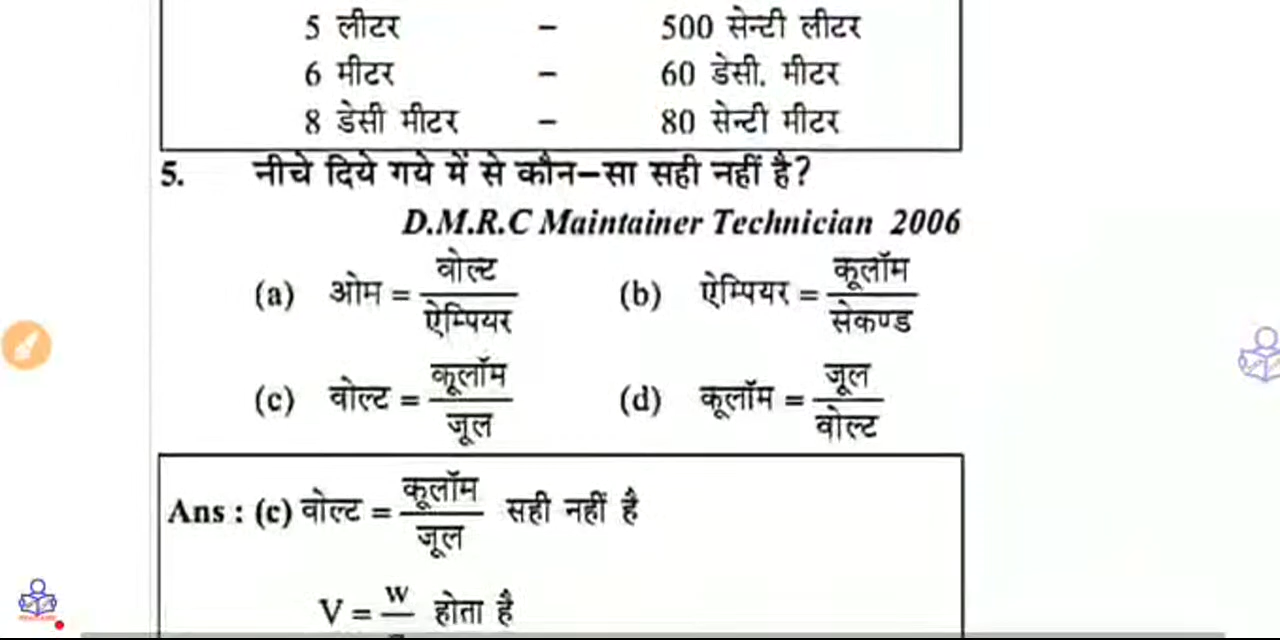 5 लीटर – 500 सेन्टी लीटर
6 मीटर – 60 डेसी. मीटर
8 डेसी मीटर – 80 सेन्टी मीटर
5. नीचे दिये गये में से कौन–सा सही नहीं है?
D.M.R.C Maintainer Technician 2006
(a) ओम = वोल्ट / ऐम्पियर (b) ऐम्पियर = कूलॉम / सेकण्ड
(c) वोल्ट = कूलॉम / जूल (d) कूलॉम = जूल / वोल्ट
Ans : (c) वोल्ट = कूलॉम / जूल सही नहीं है
V = w / होता है